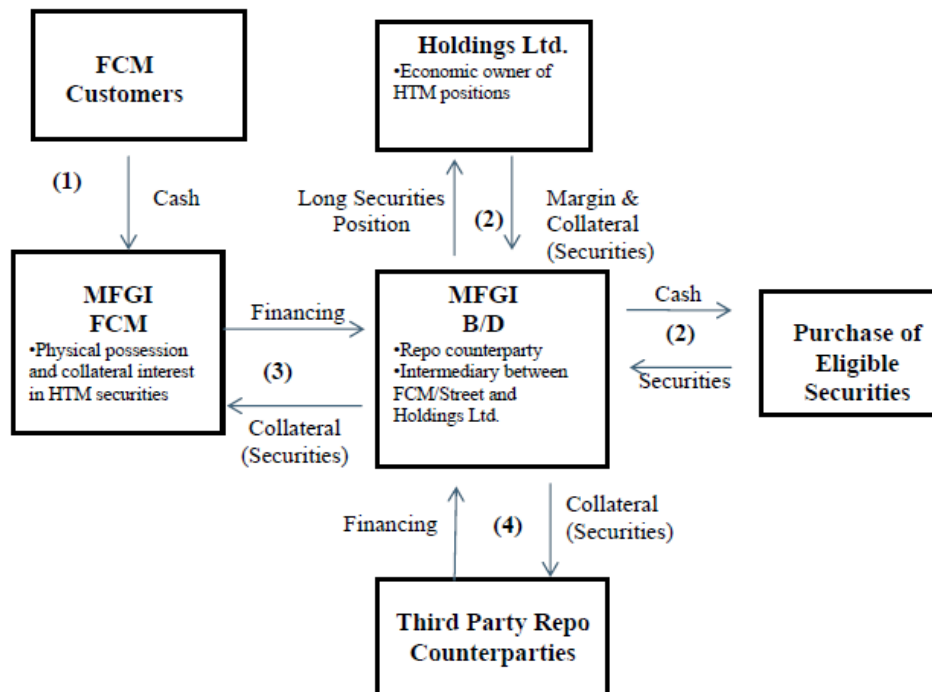 FCM
Customers
Holdings Ltd.
•Economic owner of
HTM positions
(1)
Cash
Long Securities
Position
(2)
Margin &
Collateral
(Securities)
MFGI
FCM
•Physical possession
and collateral interest
in HTM securities
Financing
(3)
Collateral
(Securities)
MFGI
B/D
•Repo counterparty
•Intermediary between
FCM/Street and
Holdings Ltd.
Cash
(2)
Securities
Purchase of
Eligible
Securities
Financing
(4)
Collateral
(Securities)
Third Party Repo
Counterparties